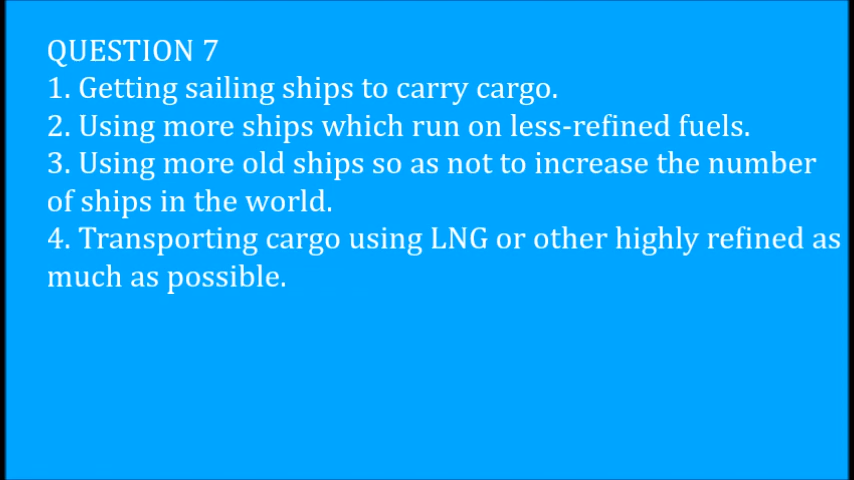 QUESTION 7
1. Getting sailing ships to carry cargo.
2. Using more ships which run on less-refined fuels.
3. Using more old ships so as not to increase the number
of ships in the world.
4. Transporting cargo using LNG or other highly refined as
much as possible.